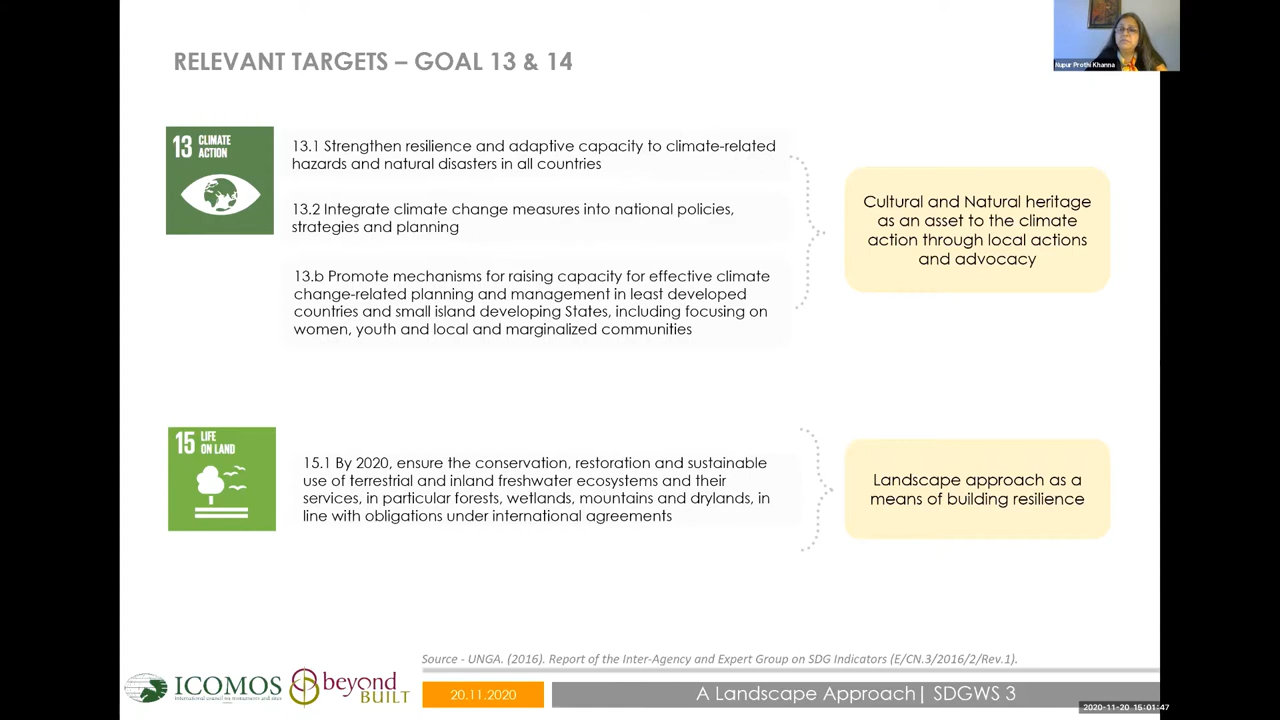 Nupur Prothi Khanna
RELEVANT TARGETS – GOAL 13 & 14
13 CLIMATE
ACTION
13.1 Strengthen resilience and adaptive capacity to climate-related
hazards and natural disasters in all countries
13.2 Integrate climate change measures into national policies,
strategies and planning
13.b Promote mechanisms for raising capacity for effective climate
change-related planning and management in least developed
countries and small island developing States, including focusing on
women, youth and local and marginalized communities
Cultural and Natural heritage
as an asset to the climate
action through local actions
and advocacy
15 LIFE
ON LAND
15.1 By 2020, ensure the conservation, restoration and sustainable
use of terrestrial and inland freshwater ecosystems and their
services, in particular forests, wetlands, mountains and drylands, in
line with obligations under international agreements
Landscape approach as a
means of building resilience
Source - UNGA. (2016). Report of the Inter-Agency and Expert Group on SDG Indicators (E/CN.3/2016/2/Rev.1).
ICOMOS
international council on monuments and sites
beyond
BUILT
20.11.2020
A Landscape Approach| SDGWS 3
2020-11-20 15:01:47